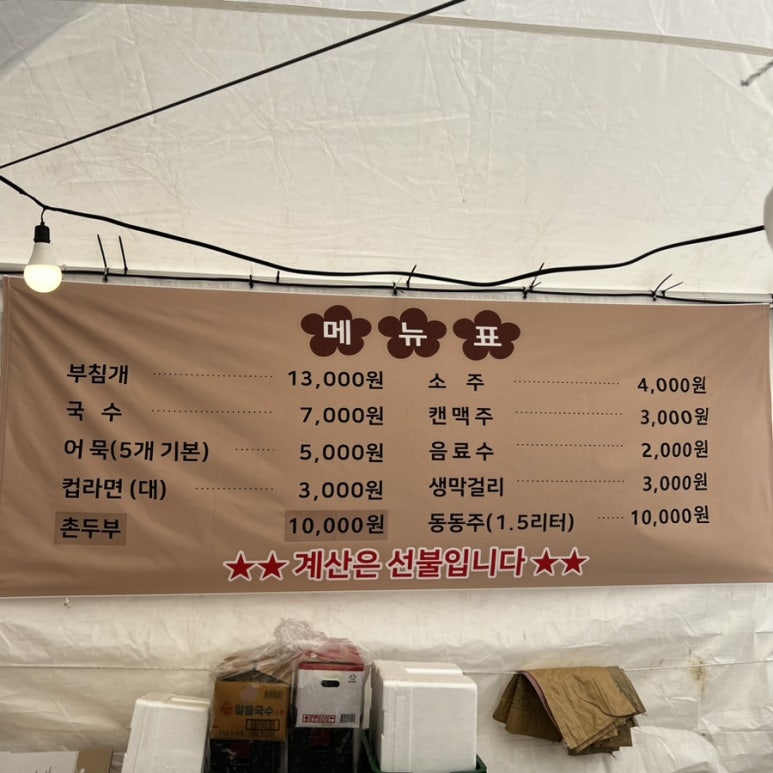 메뉴표
부침개 13,000원
국 수 7,000원
어 묵(5개 기본) 5,000원
컵라면 (대) 3,000원
촌두부 10,000원
소 주 4,000원
캔 맥 주 3,000원
음 료 수 2,000원
생막걸리 3,000원
동동주(1.5리터) 10,000원
★★ 계산은 선불입니다 ★★
알뜰국수